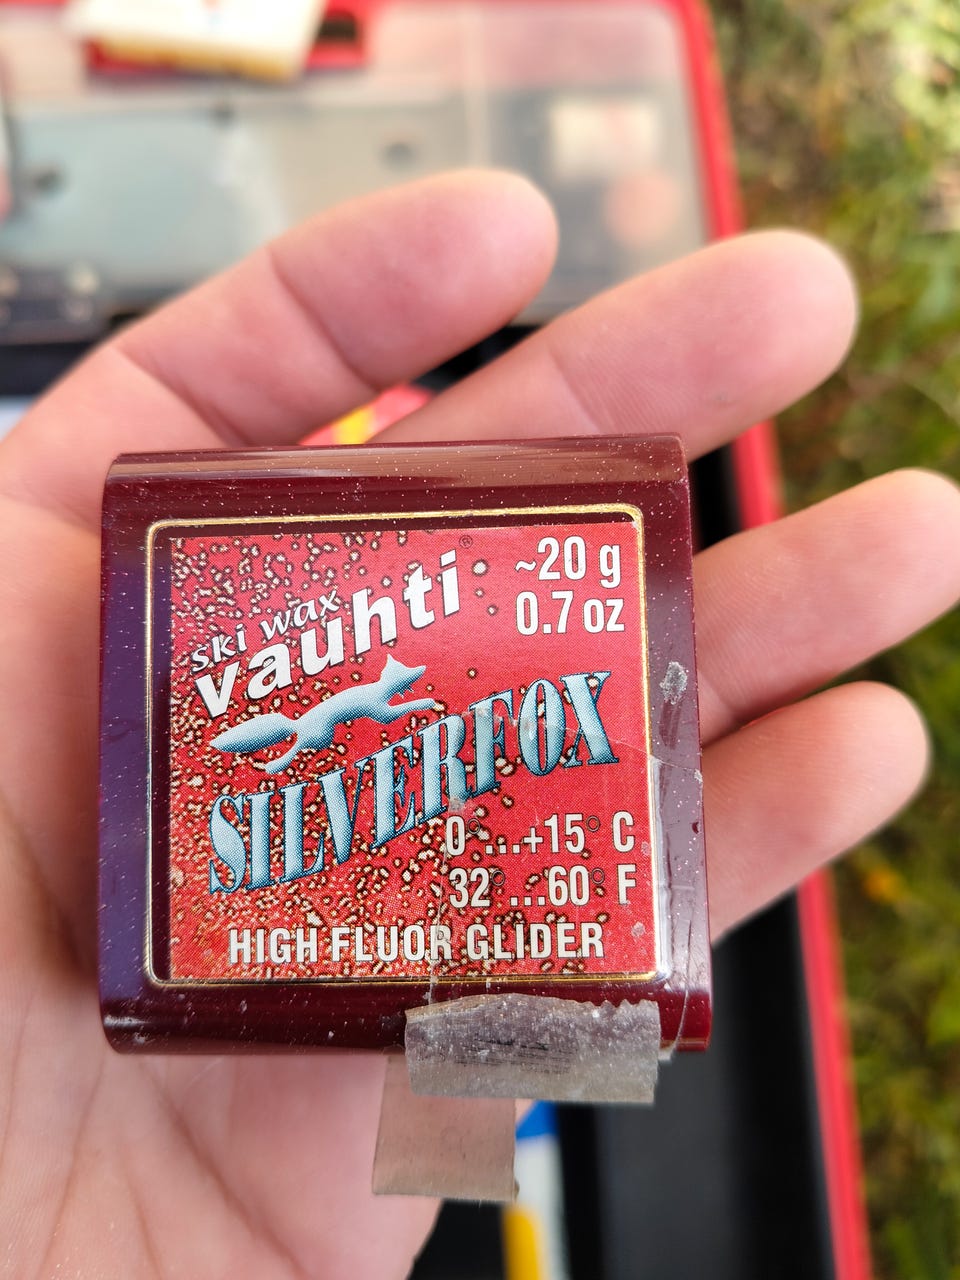 ski wax
vauhti®
~20 g
0.7 oz
SILVERFOX
0° ...+15° C
32° ...60° F
HIGH FLUOR GLIDER